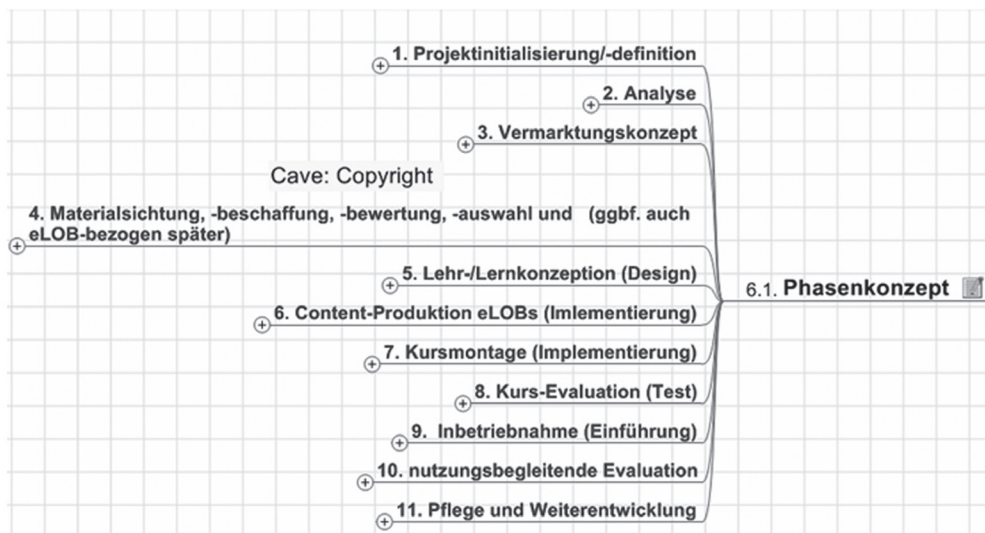 1. Projektinitialisierung/-definition
2. Analyse
3. Vermarktungskonzept
Cave: Copyright
4. Materialsichtung, -beschaffung, -bewertung, -auswahl und (ggbf. auch
eLOB-bezogen später)
5. Lehr-/Lernkonzeption (Design)
6. Content-Produktion eLOBs (Imlementierung)
7. Kursmontage (Implementierung)
8. Kurs-Evaluation (Test)
9. Inbetriebnahme (Einführung)
10. nutzungsbegleitende Evaluation
11. Pflege und Weiterentwicklung
6.1. Phasenkonzept